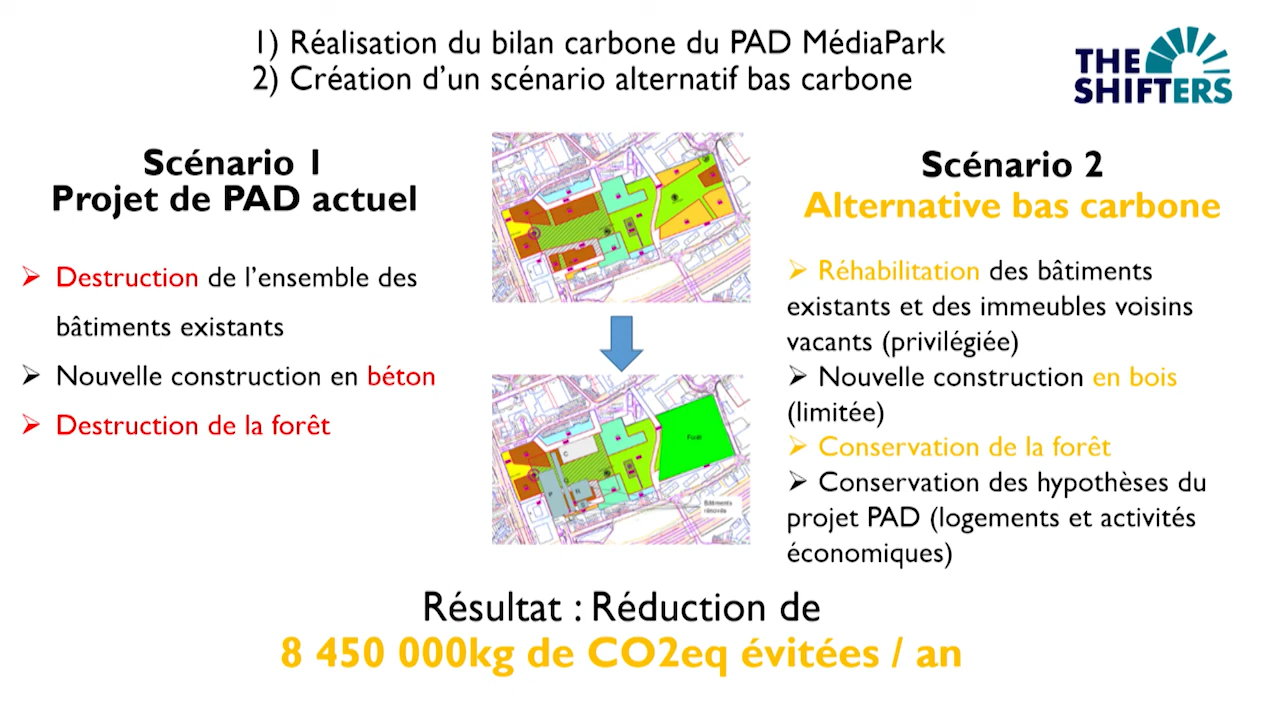 1) Réalisation du bilan carbone du PAD MédiaPark
2) Création d'un scénario alternatif bas carbone
THE
SHIFTERS
Scénario 1
Projet de PAD actuel
➢ Destruction de l'ensemble des
bâtiments existants
➢ Nouvelle construction en béton
➢ Destruction de la forêt
Forêt
Bâtiments
rénovés
Scénario 2
Alternative bas carbone
➢ Réhabilitation des bâtiments
existants et des immeubles voisins
vacants (privilégiée)
➢ Nouvelle construction en bois
(limitée)
➢ Conservation de la forêt
➢ Conservation des hypothèses du
projet PAD (logements et activités
économiques)
Résultat : Réduction de
8 450 000kg de CO2eq évitées / an